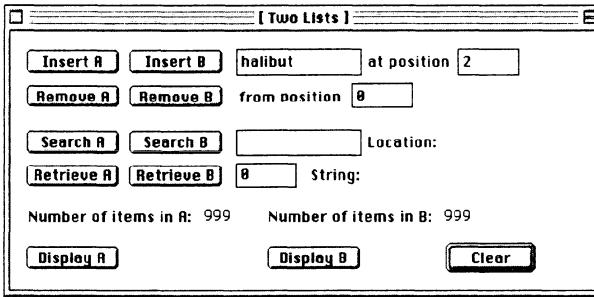 [ Two Lists ]
Insert A Insert B halibut at position 2
Remove A Remove B from position 0
Search A Search B Location:
Retrieve A Retrieve B 0 String:
Number of items in A: 999 Number of items in B: 999
Display A Display B Clear